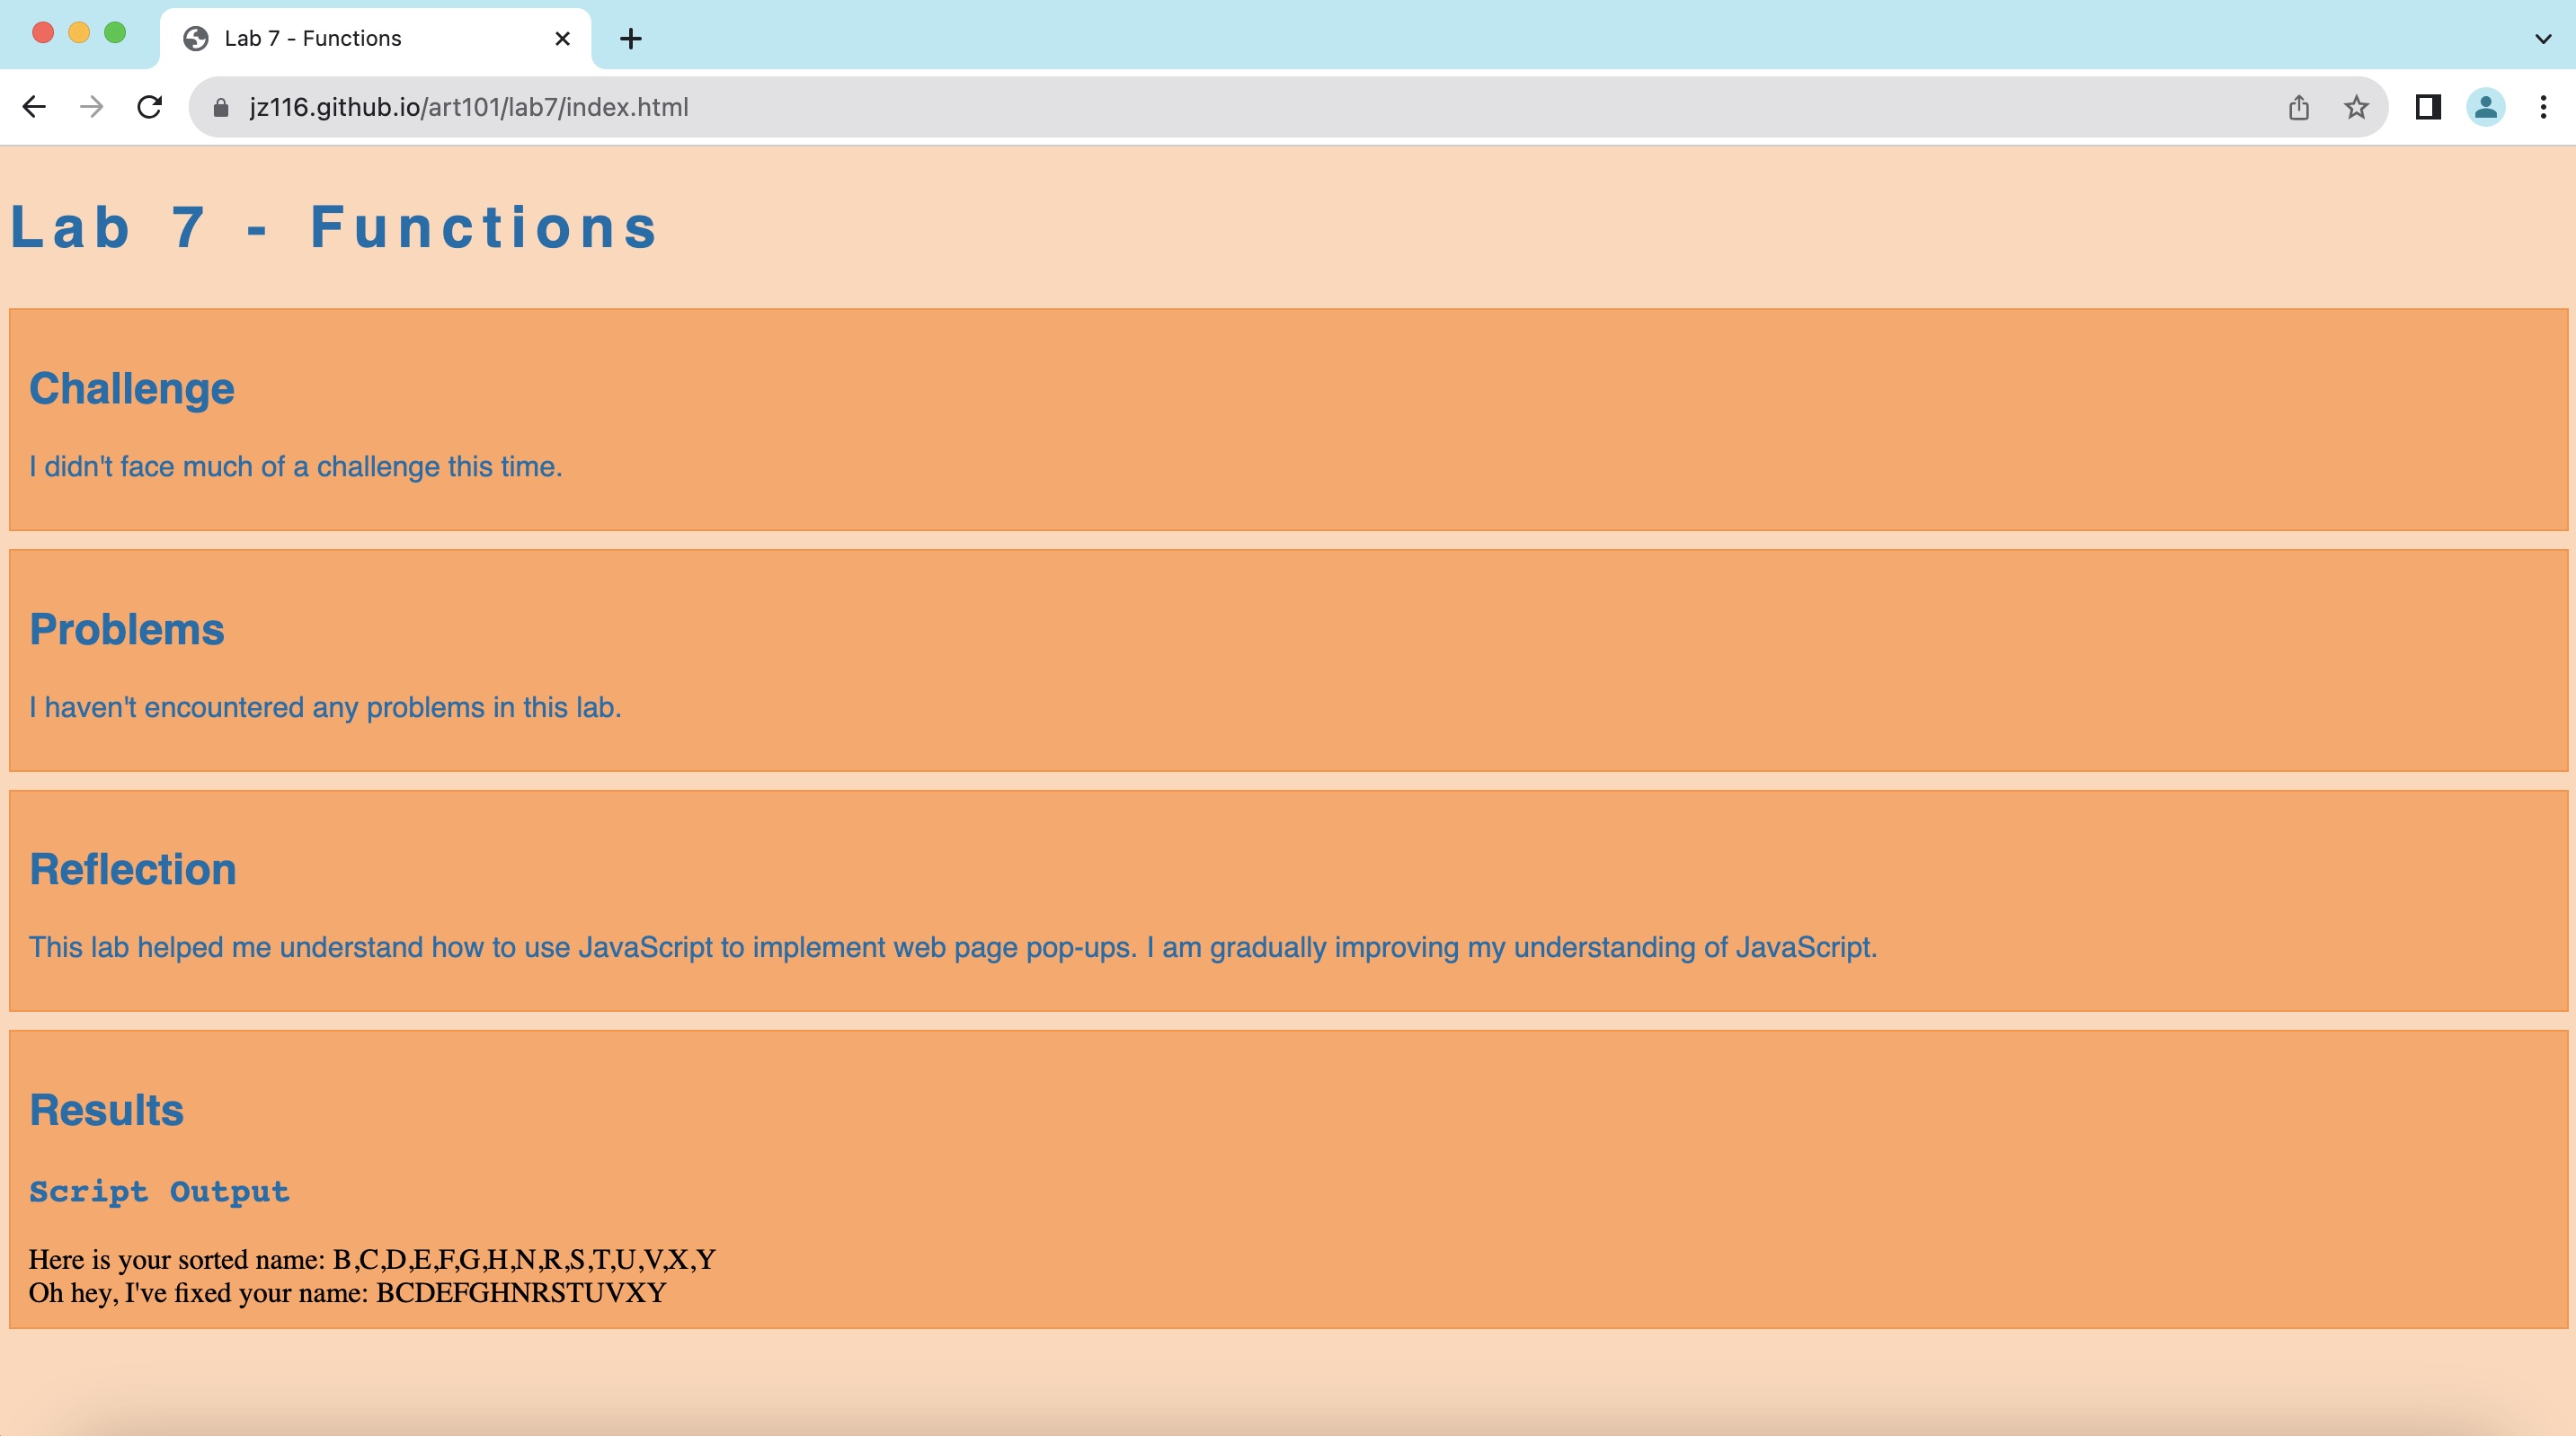 Lab 7 - Functions
jz116.github.io/art101/lab7/index.html
Lab 7 - Functions
Challenge
I didn't face much of a challenge this time.
Problems
I haven't encountered any problems in this lab.
Reflection
This lab helped me understand how to use JavaScript to implement web page pop-ups. I am gradually improving my understanding of JavaScript.
Results
Script Output
Here is your sorted name: B,C,D,E,F,G,H,N,R,S,T,U,V,X,Y
Oh hey, I've fixed your name: BCDEFGHNRSTUVXY